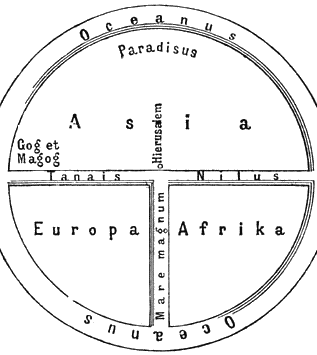 Oceanus
Paradisus
Asia
Hierusalem
Gog et
Magog
Tanais
Nilus
Europa
Mare magnum
Afrika
Oceanus